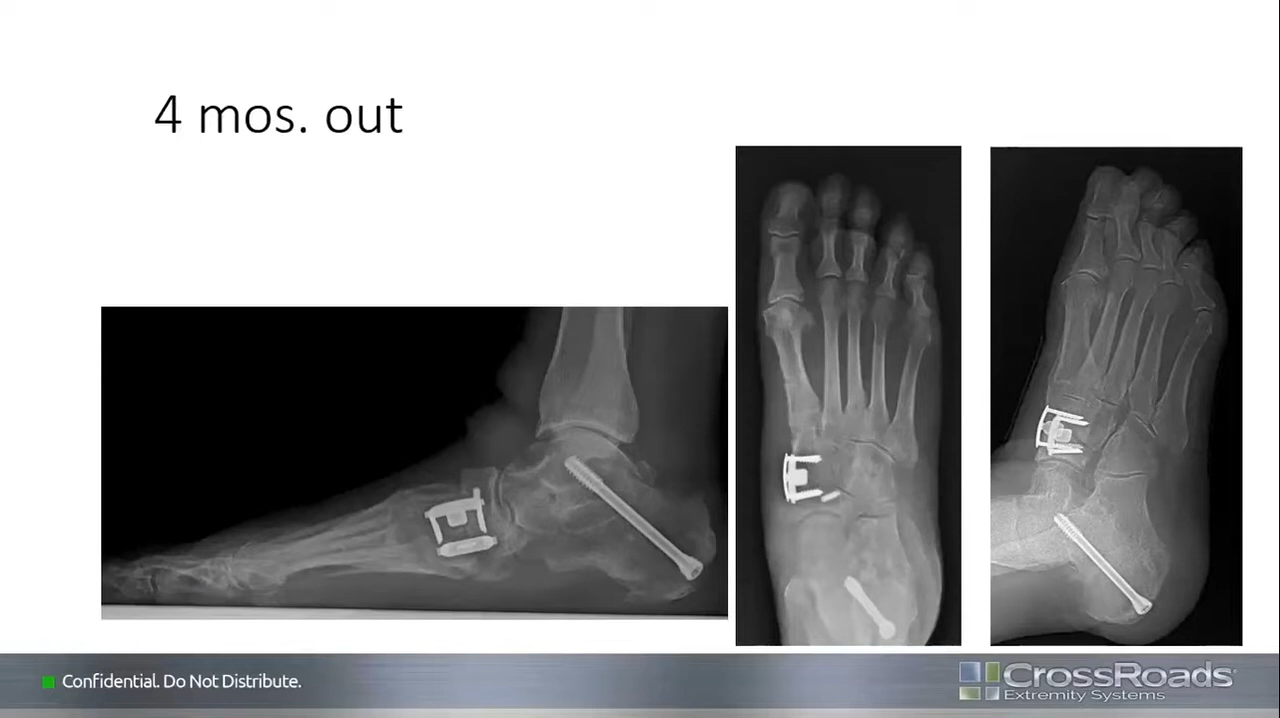 4 mos. out
Confidential. Do Not Distribute.
CrossRoads
Extremity Systems